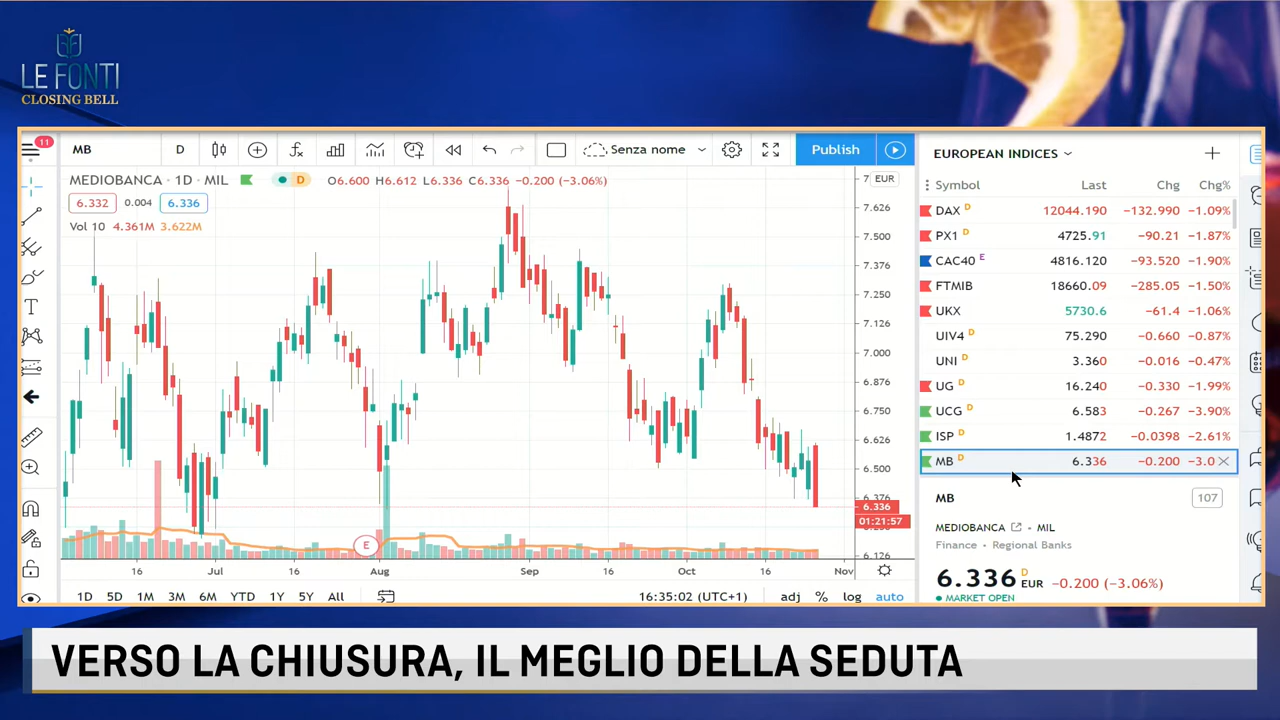 LE FONTI
CLOSING BELL
11
MB
D
Senza nome
Publish
MEDIOBANCA · 1D · MIL
D
O6.600 H6.612 L6.336 C6.336 −0.200 (−3.06%)
6.332
0.004
6.336
Vol 10 4.361M 3.622M
EUR
7.626
7.500
7.376
7.250
7.126
7.000
6.876
6.750
6.626
6.500
6.376
6.336
01:21:57
6.126
E
16
Jul
16
Aug
Sep
16
Oct
16
Nov
1D 5D 1M 3M 6M YTD 1Y 5Y All
16:35:02 (UTC+1)
adj % log auto
EUROPEAN INDICES
Symbol Last Chg Chg%
DAX D 12044.190 −132.990 −1.09%
PX1 D 4725.91 −90.21 −1.87%
CAC40 E 4816.120 −93.520 −1.90%
FTMIB 18660.09 −285.05 −1.50%
UKX 5730.6 −61.4 −1.06%
UIV4 D 75.290 −0.660 −0.87%
UNI D 3.360 −0.016 −0.47%
UG D 16.240 −0.330 −1.99%
UCG D 6.583 −0.267 −3.90%
ISP D 1.4872 −0.0398 −2.61%
MB D 6.336 −0.200 −3.0
MB
107
MEDIOBANCA · MIL
Finance · Regional Banks
6.336 D EUR −0.200 (−3.06%)
MARKET OPEN
VERSO LA CHIUSURA, IL MEGLIO DELLA SEDUTA